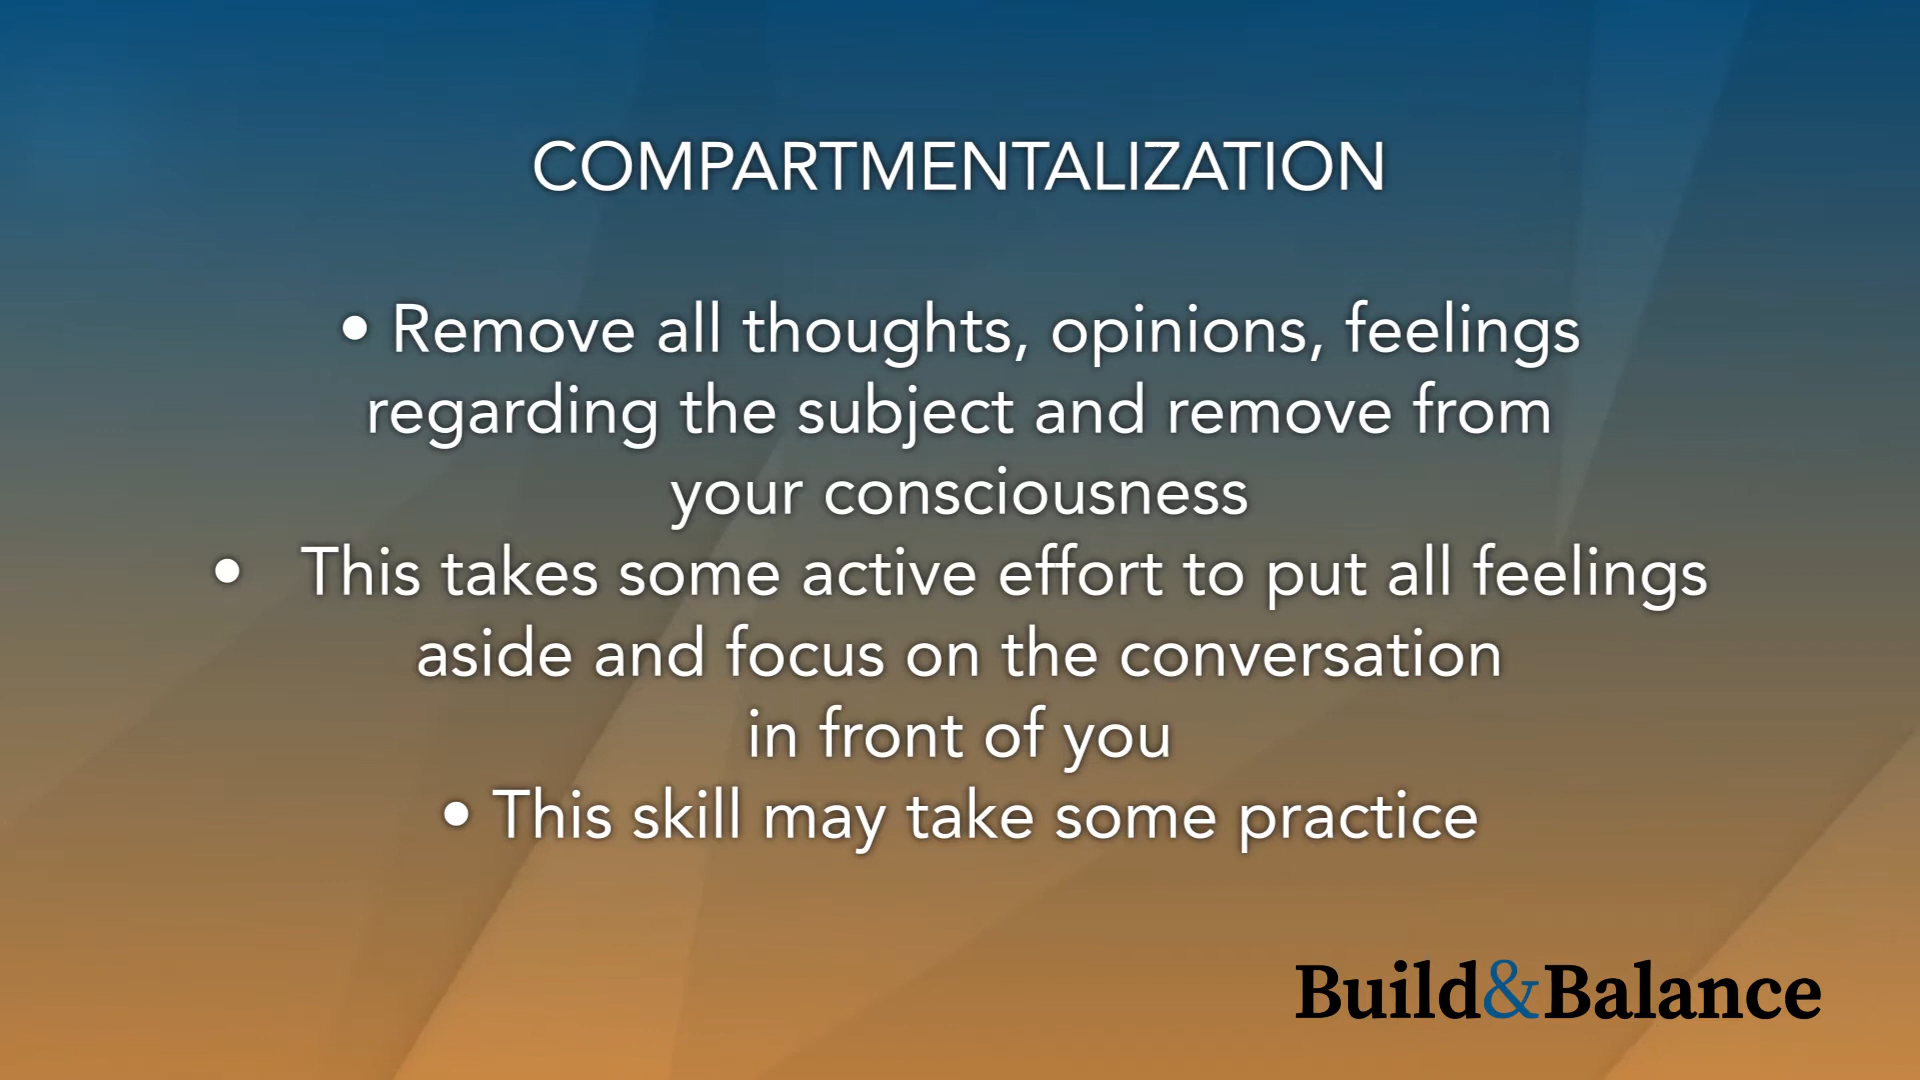 COMPARTMENTALIZATION
• Remove all thoughts, opinions, feelings
regarding the subject and remove from
your consciousness
• This takes some active effort to put all feelings
aside and focus on the conversation
in front of you
• This skill may take some practice
Build&Balance